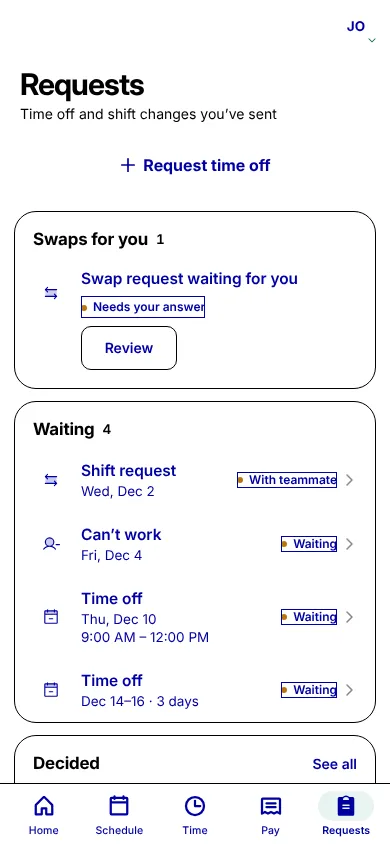 JO
Requests
Time off and shift changes you’ve sent
Request time off
Swaps for you 1
Swap request waiting for you
Needs your answer
Review
Waiting 4
Shift request
With teammate
Wed, Dec 2
Can’t work
Waiting
Fri, Dec 4
Time off
Thu, Dec 10
Waiting
9:00 AM – 12:00 PM
Time off
Waiting
Dec 14–16 · 3 days
Decided
See all
Home
Schedule
Time
Pay
Requests